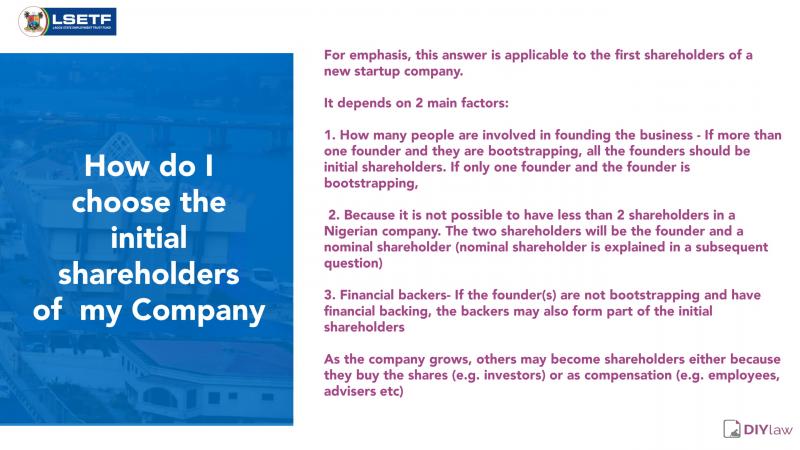 LSETF
LAGOS STATE EMPLOYMENT TRUST FUND
How do I
choose the
initial
shareholders
of my Company
For emphasis, this answer is applicable to the first shareholders of a
new startup company.
It depends on 2 main factors:
1. How many people are involved in founding the business - If more than
one founder and they are bootstrapping, all the founders should be
initial shareholders. If only one founder and the founder is
bootstrapping,
2. Because it is not possible to have less than 2 shareholders in a
Nigerian company. The two shareholders will be the founder and a
nominal shareholder (nominal shareholder is explained in a subsequent
question)
3. Financial backers- If the founder(s) are not bootstrapping and have
financial backing, the backers may also form part of the initial
shareholders
As the company grows, others may become shareholders either because
they buy the shares (e.g. investors) or as compensation (e.g. employees,
advisers etc)
DIYlaw